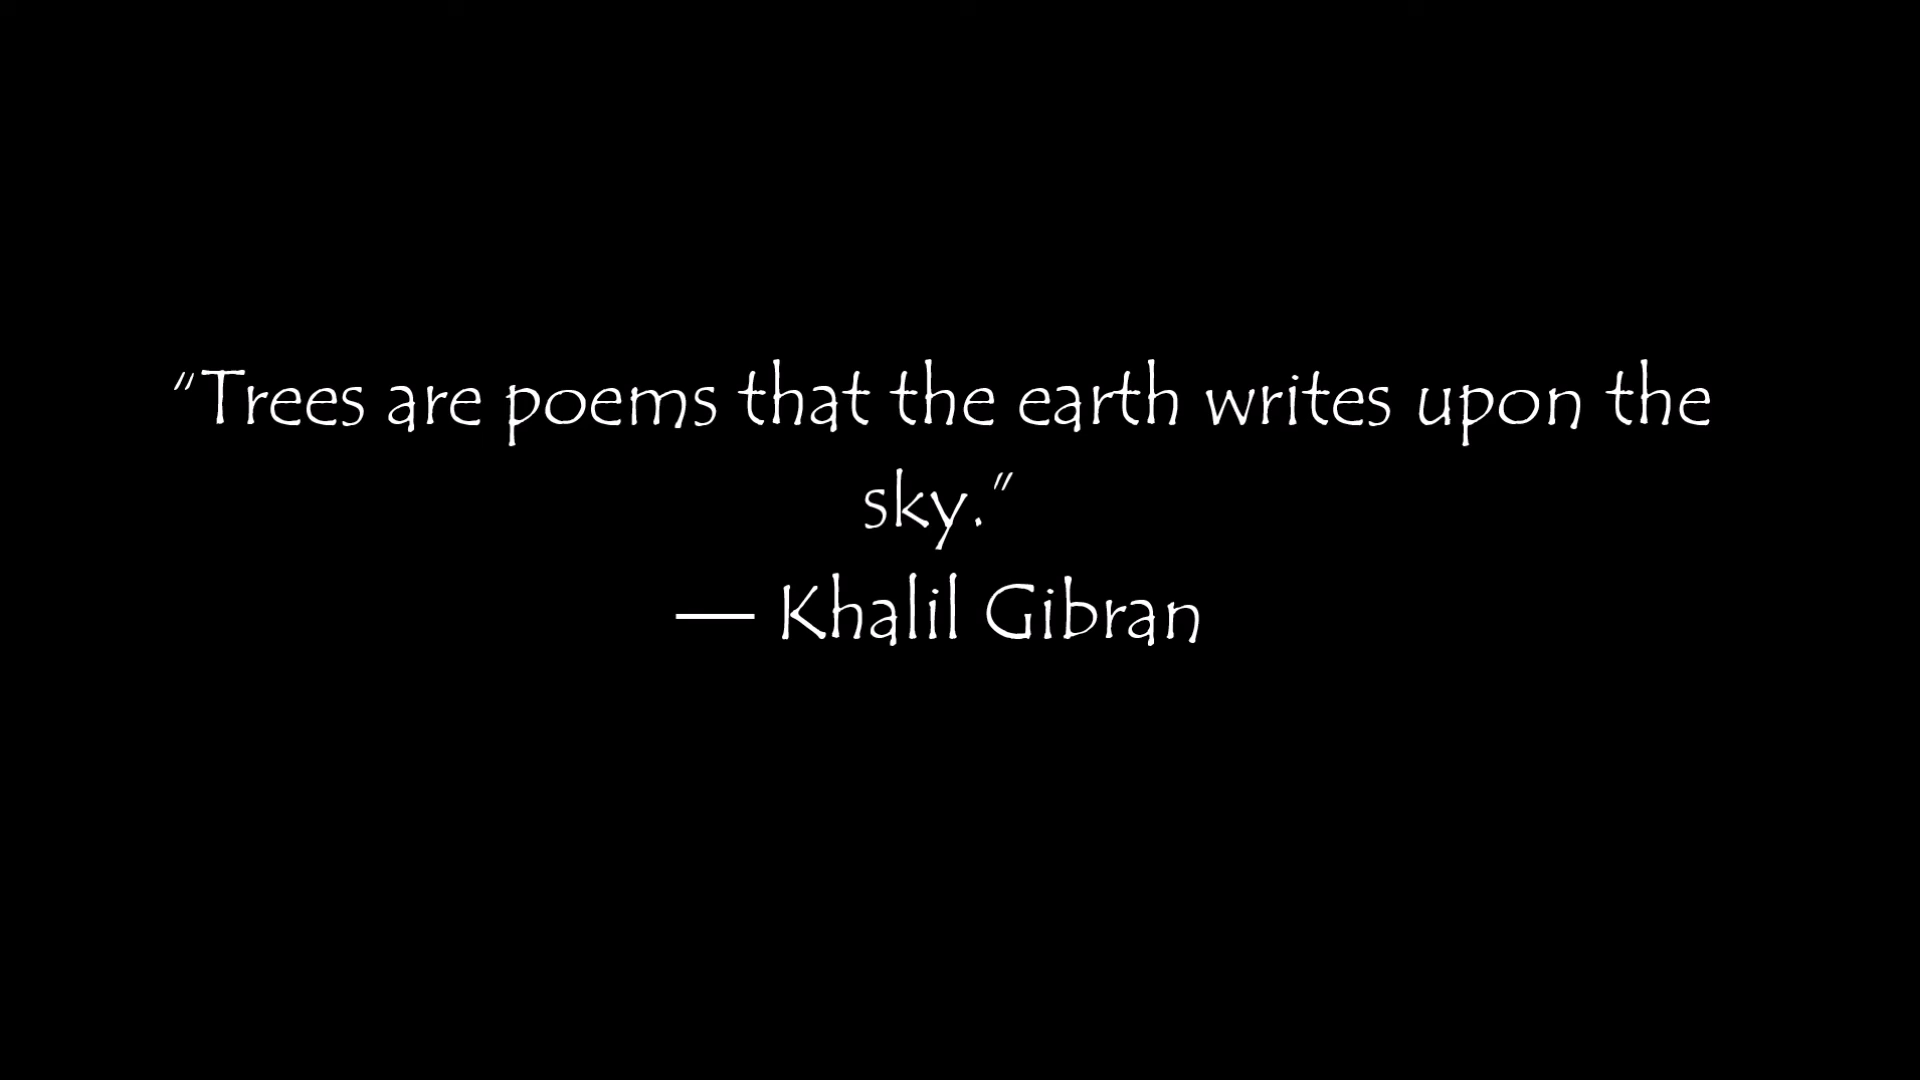 “Trees are poems that the earth writes upon the
sky.”
— Khalil Gibran